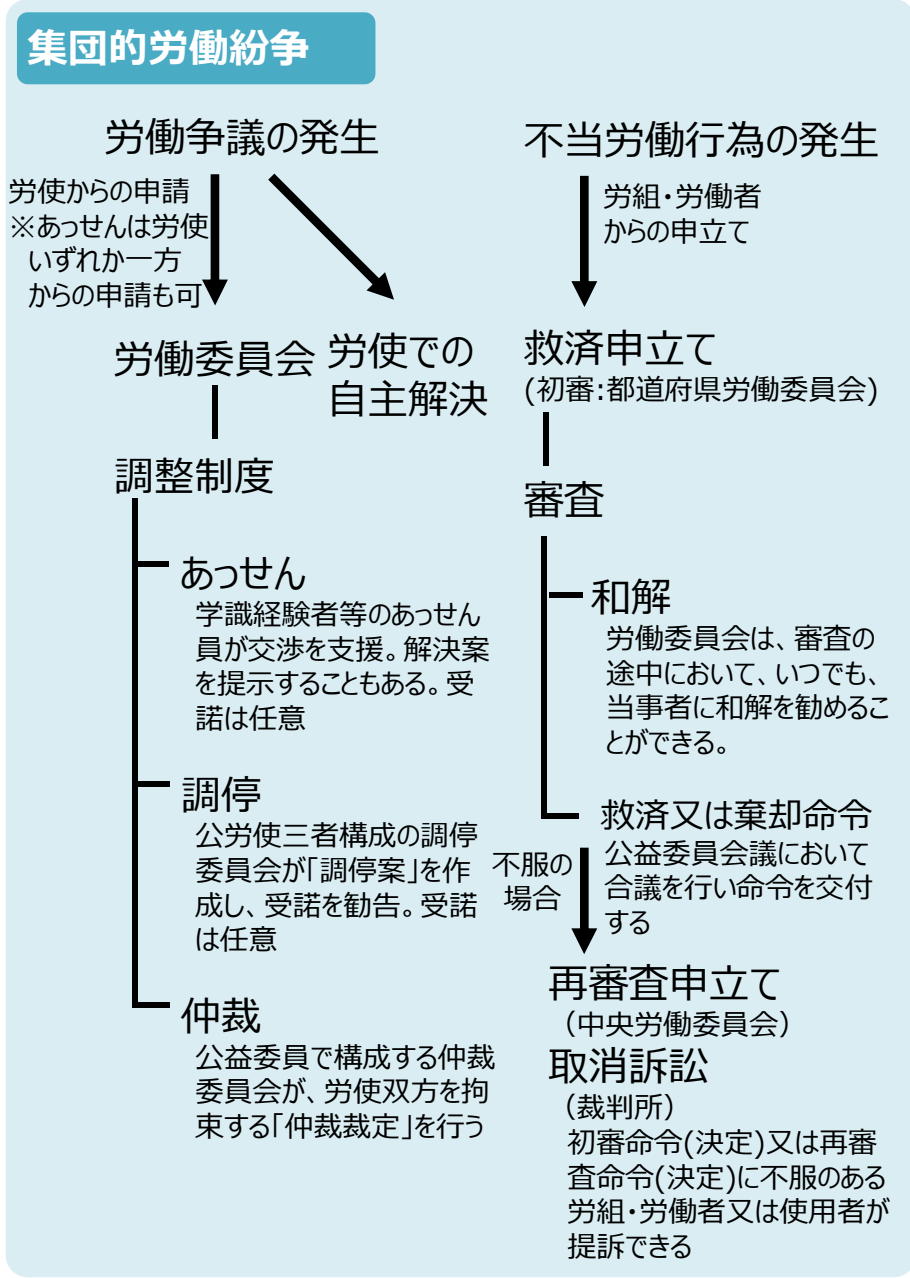 集団的労働紛争
労働争議の発生
労使からの申請
※あっせんは労使
いずれか一方
からの申請も可
労働委員会
労使での
自主解決
調整制度
あっせん
学識経験者等のあっせん
員が交渉を支援。解決案
を提示することもある。受
諾は任意
調停
公労使三者構成の調停
委員会が「調停案」を作
成し、受諾を勧告。受諾
は任意
仲裁
公益委員で構成する仲裁
委員会が、労使双方を拘
束する「仲裁裁定」を行う
不当労働行為の発生
労組・労働者
からの申立て
救済申立て
(初審:都道府県労働委員会)
審査
和解
労働委員会は、審査の
途中において、いつでも、
当事者に和解を勧めるこ
とができる。
救済又は棄却命令
公益委員会議において
合議を行い命令を交付
する
不服の
場合
再審査申立て
（中央労働委員会）
取消訴訟
（裁判所）
初審命令(決定)又は再審
査命令(決定)に不服のある
労組・労働者又は使用者が
提訴できる